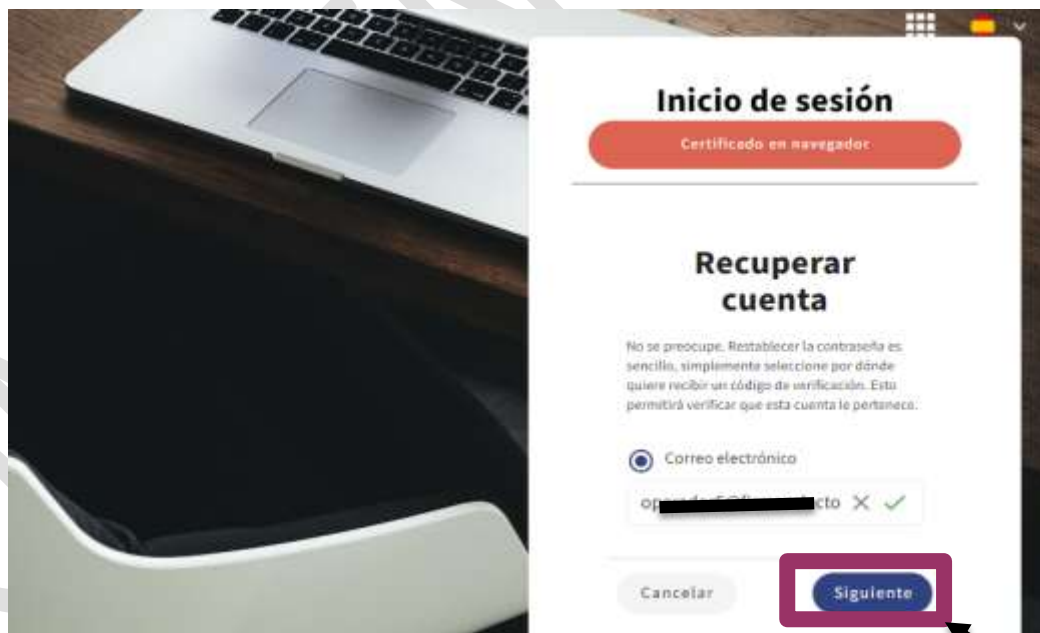 Inicio de sesión
Certificado en navegador
Recuperar
cuenta
No se preocupe. Restablecer la contraseña es
sencillo, simplemente seleccione por dónde
quiere recibir un código de verificación. Esto
permitirá verificar que esta cuenta le pertenece.
Correo electrónico
Cancelar
Siguiente